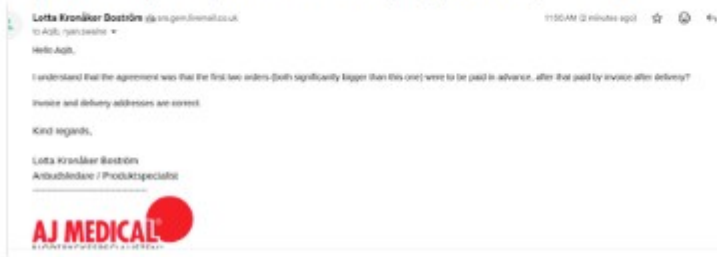 Lotta Kronåker Boström via
11:50 AM (2 minutes ago)
to Aqib, ryan.swaine
Hello Aqib,
I understand that the agreement was that the first two orders (both significantly bigger than this one) were to be paid in advance, after that paid by invoice after delivery?
Invoice and delivery addresses are correct.
Kind regards,
Lotta Kronåker Boström
Anbudsledare / Produktspecialist
AJ MEDICAL